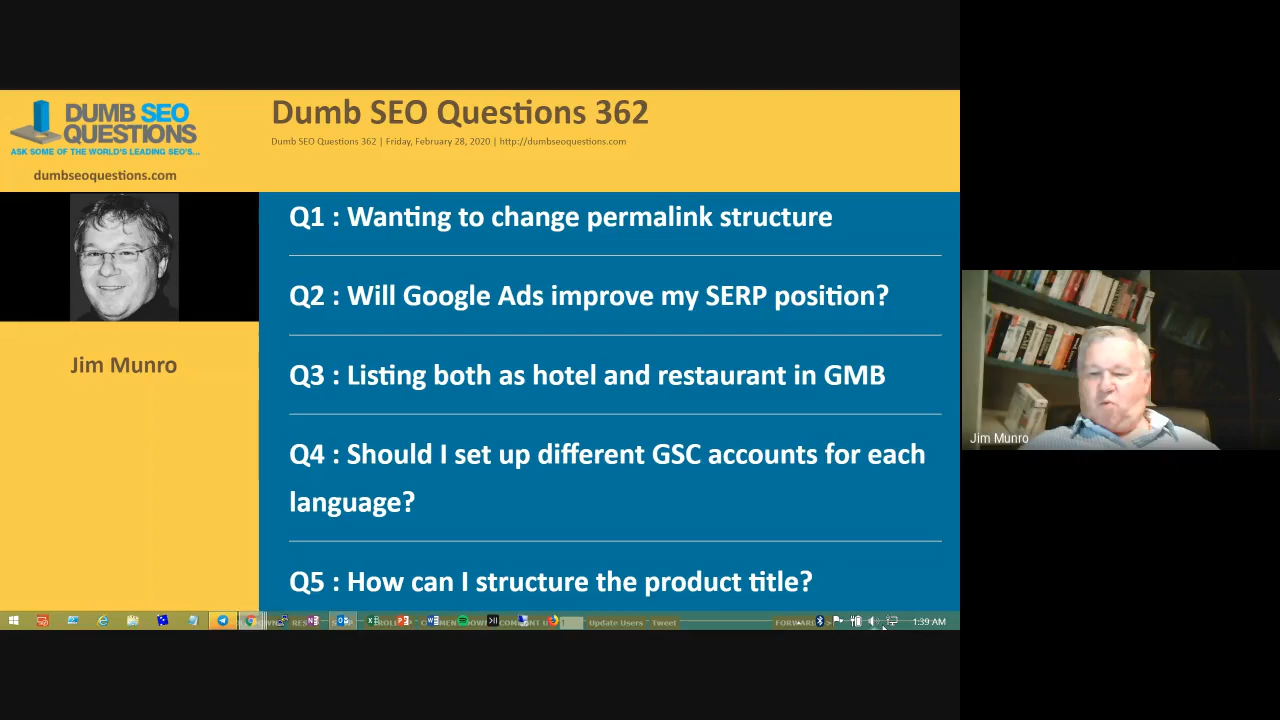 DUMB SEO
QUESTIONS
ASK SOME OF THE WORLD'S LEADING SEO'S...
dumbseoquestions.com
Dumb SEO Questions 362
Dumb SEO Questions 362 | Friday, February 28, 2020 | http://dumbseoquestions.com
Jim Munro
Q1 : Wanting to change permalink structure
Q2 : Will Google Ads improve my SERP position?
Q3 : Listing both as hotel and restaurant in GMB
Q4 : Should I set up different GSC accounts for each
language?
Q5 : How can I structure the product title?
Jim Munro
Update Users - Tweet
1:39 AM